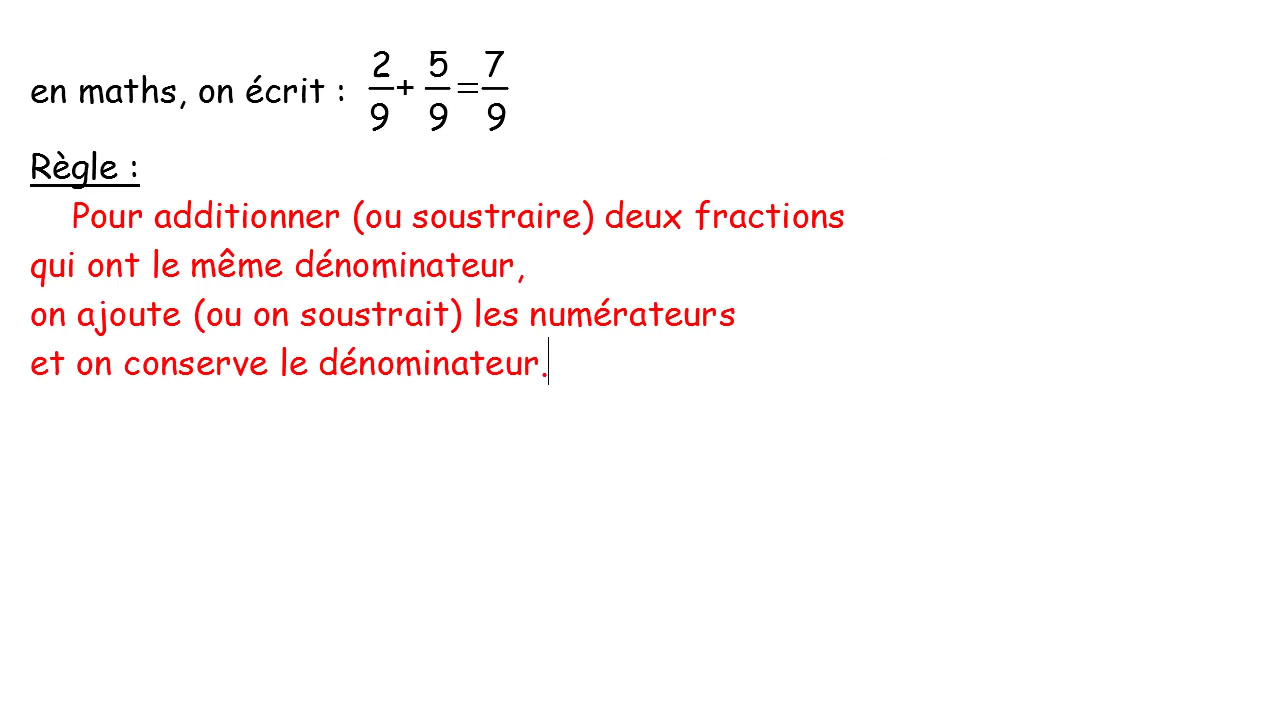 en maths, on écrit : 2/9 + 5/9 = 7/9
Règle :
Pour additionner (ou soustraire) deux fractions
qui ont le même dénominateur,
on ajoute (ou on soustrait) les numérateurs
et on conserve le dénominateur.